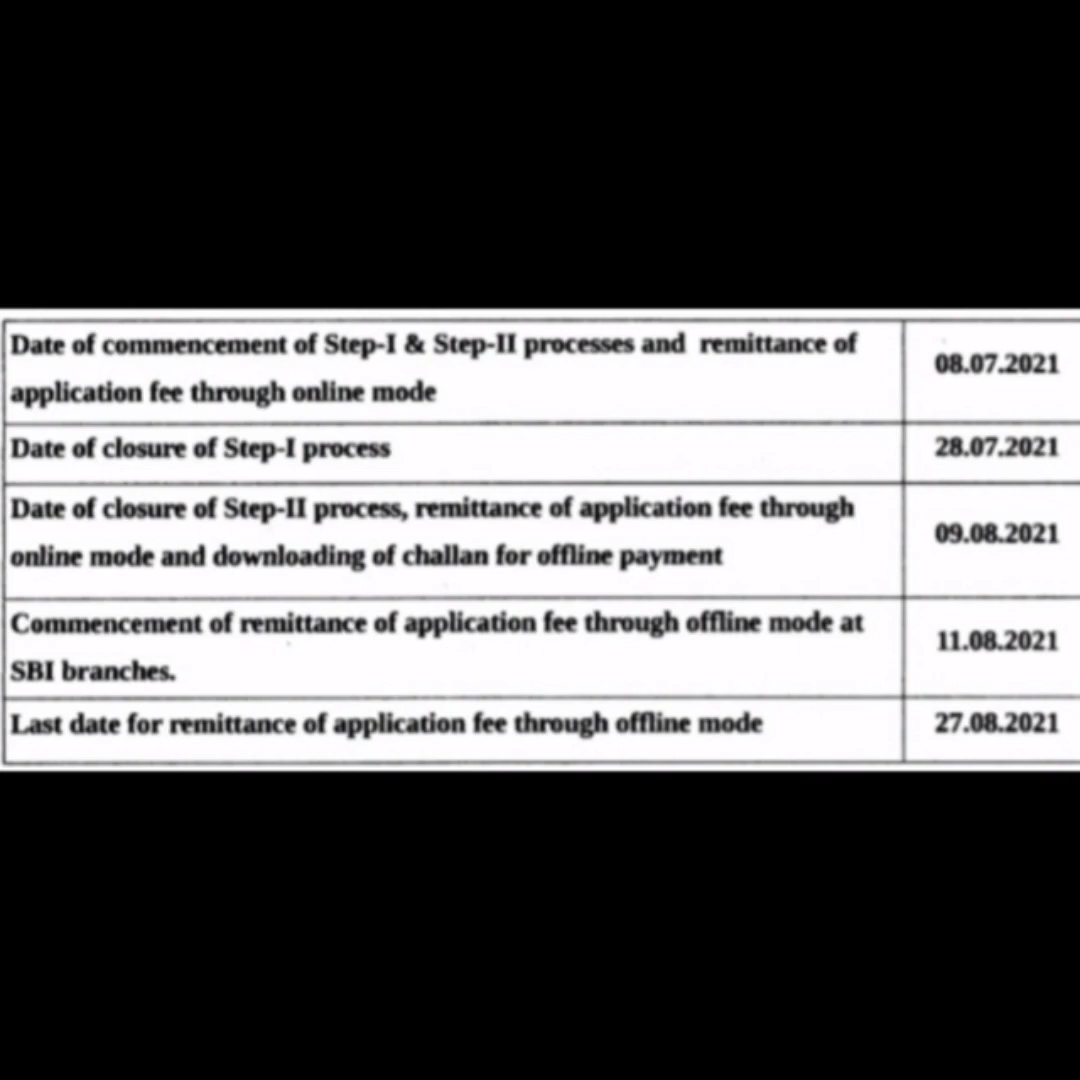 Date of commencement of Step-I & Step-II processes and remittance of
application fee through online mode
08.07.2021
Date of closure of Step-I process
28.07.2021
Date of closure of Step-II process, remittance of application fee through
online mode and downloading of challan for offline payment
09.08.2021
Commencement of remittance of application fee through offline mode at
SBI branches.
11.08.2021
Last date for remittance of application fee through offline mode
27.08.2021